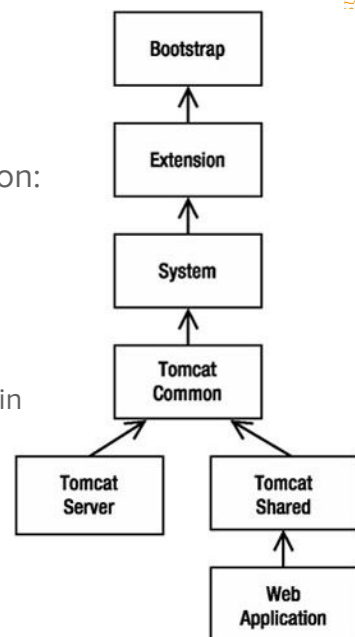 Bootstrap
Extension
on:
System
Tomcat
Common
in
Tomcat
Server
Tomcat
Shared
Web
Application